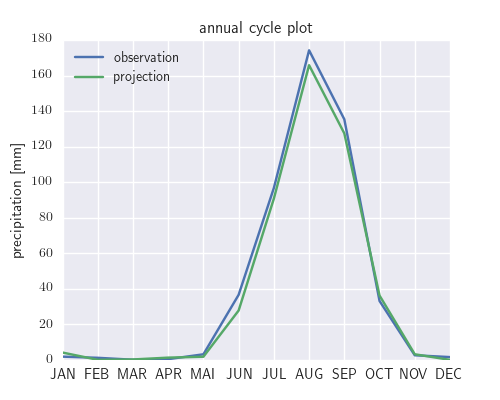 annual cycle plot
observation
projection
precipitation [mm]
180
160
140
120
100
80
60
40
20
0
JAN FEB MAR APR MAI JUN JUL AUG SEP OCT NOV DEC